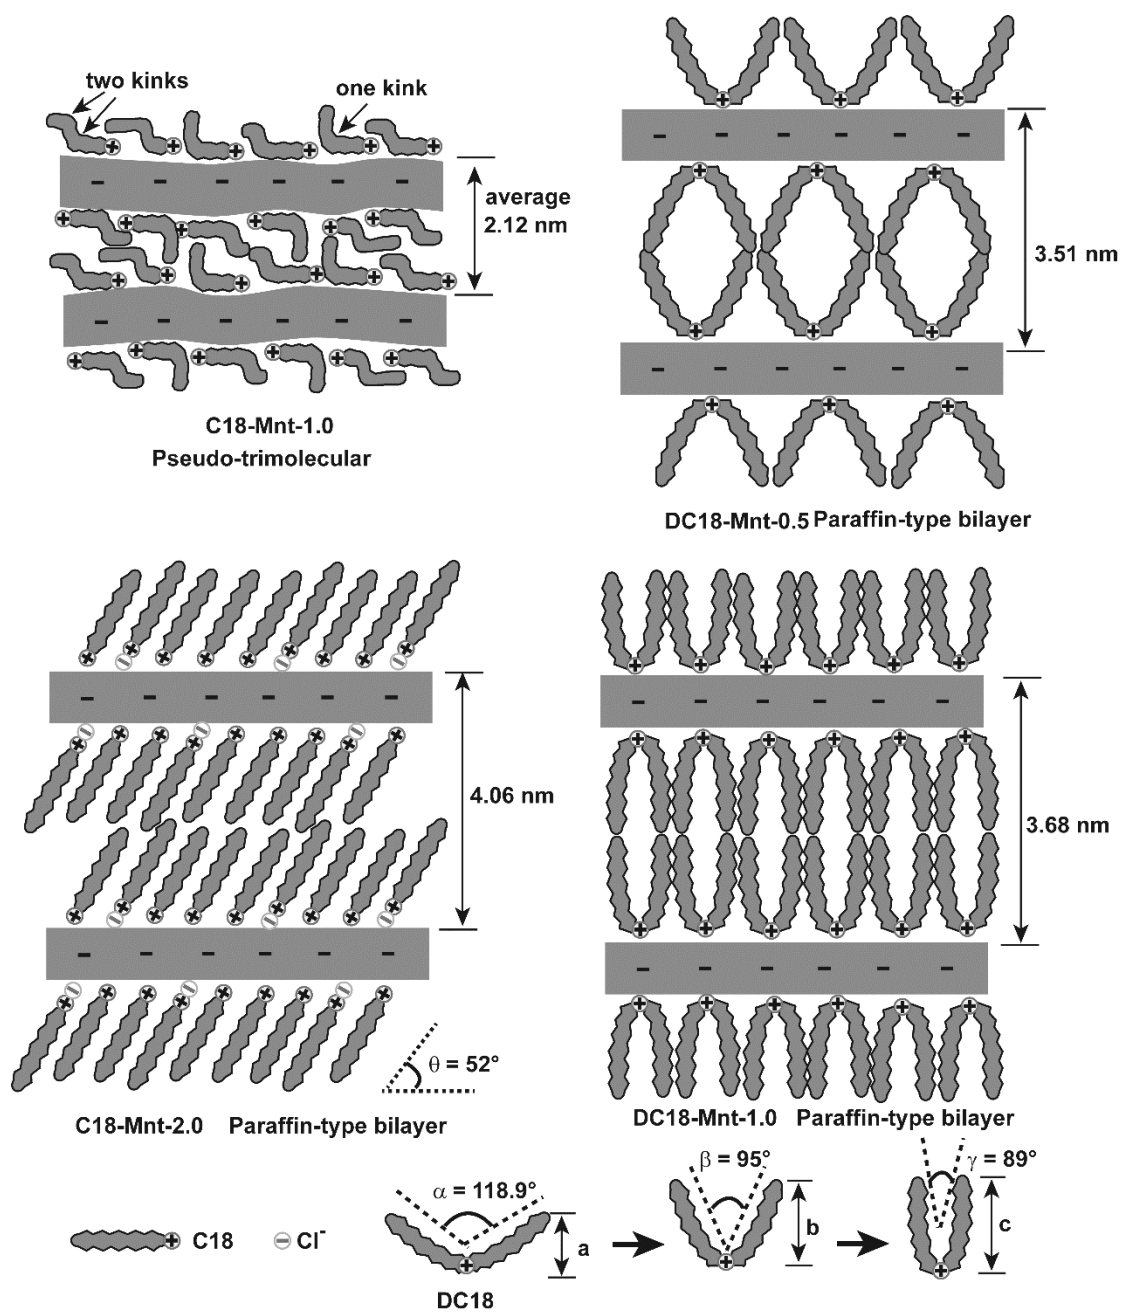 two kinks
one kink
average
2.12 nm
C18-Mnt-1.0
Pseudo-trimolecular
3.51 nm
DC18-Mnt-0.5 Paraffin-type bilayer
4.06 nm
θ = 52°
C18-Mnt-2.0 Paraffin-type bilayer
3.68 nm
DC18-Mnt-1.0 Paraffin-type bilayer
C18
Cl⁻
α = 118.9°
a
DC18
β = 95°
b
γ = 89°
c